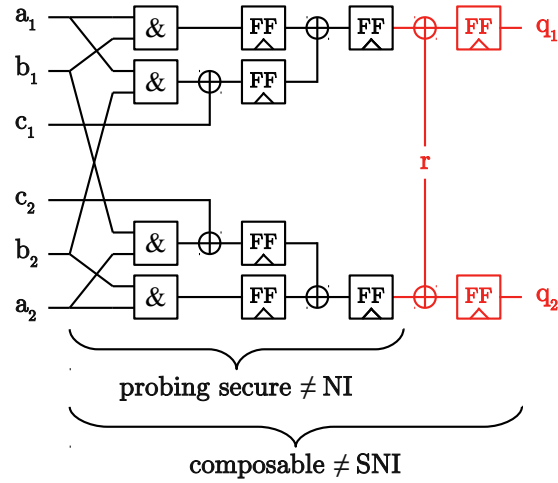 a₁ & FF FF FF q₁
b₁ & FF
c₁
r
c₂
& FF
b₂
& FF FF FF q₂
a₂
probing secure ≠ NI
composable ≠ SNI